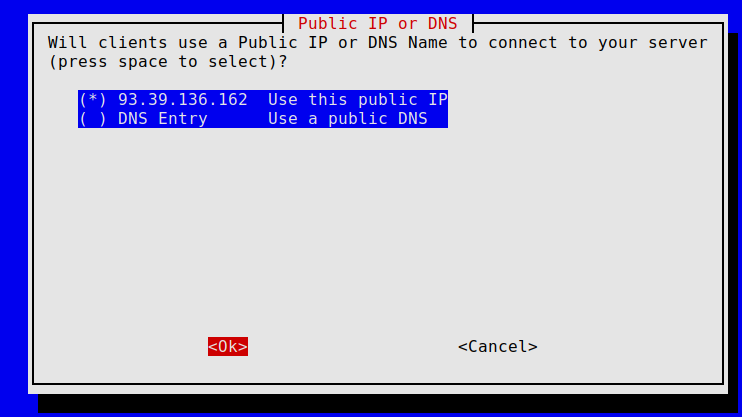 Public IP or DNS
Will clients use a Public IP or DNS Name to connect to your server
(press space to select)?
(*) 93.39.136.162  Use this public IP
( ) DNS Entry      Use a public DNS
<Ok>                     <Cancel>